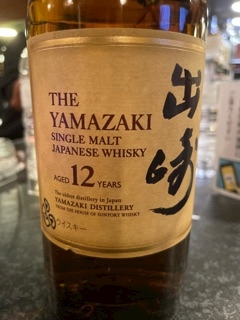 THE
YAMAZAKI
SINGLE MALT
JAPANESE WHISKY
AGED 12 YEARS
The oldest distillery in Japan
YAMAZAKI DISTILLERY
FROM THE HOUSE OF SUNTORY WHISKY
ウイスキー
山崎